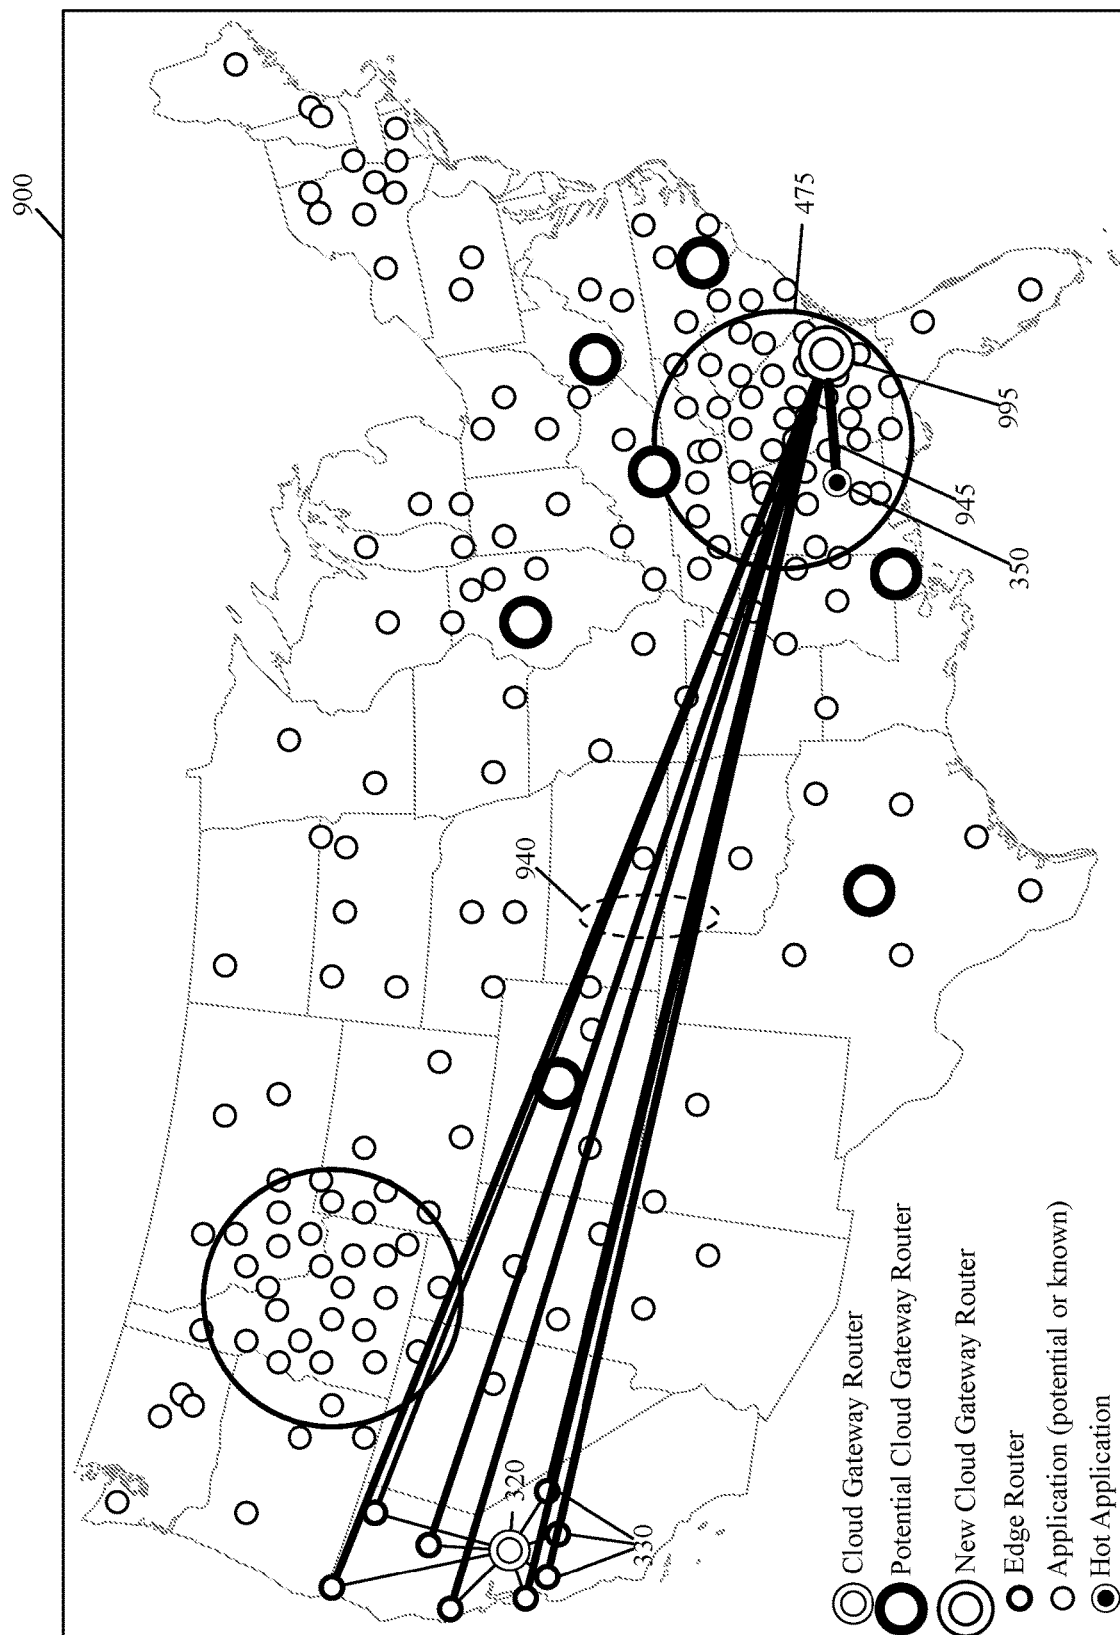 900
475
995
945
350
940
320
330
Cloud Gateway Router
Potential Cloud Gateway Router
New Cloud Gateway Router
Edge Router
Application (potential or known)
Hot Application